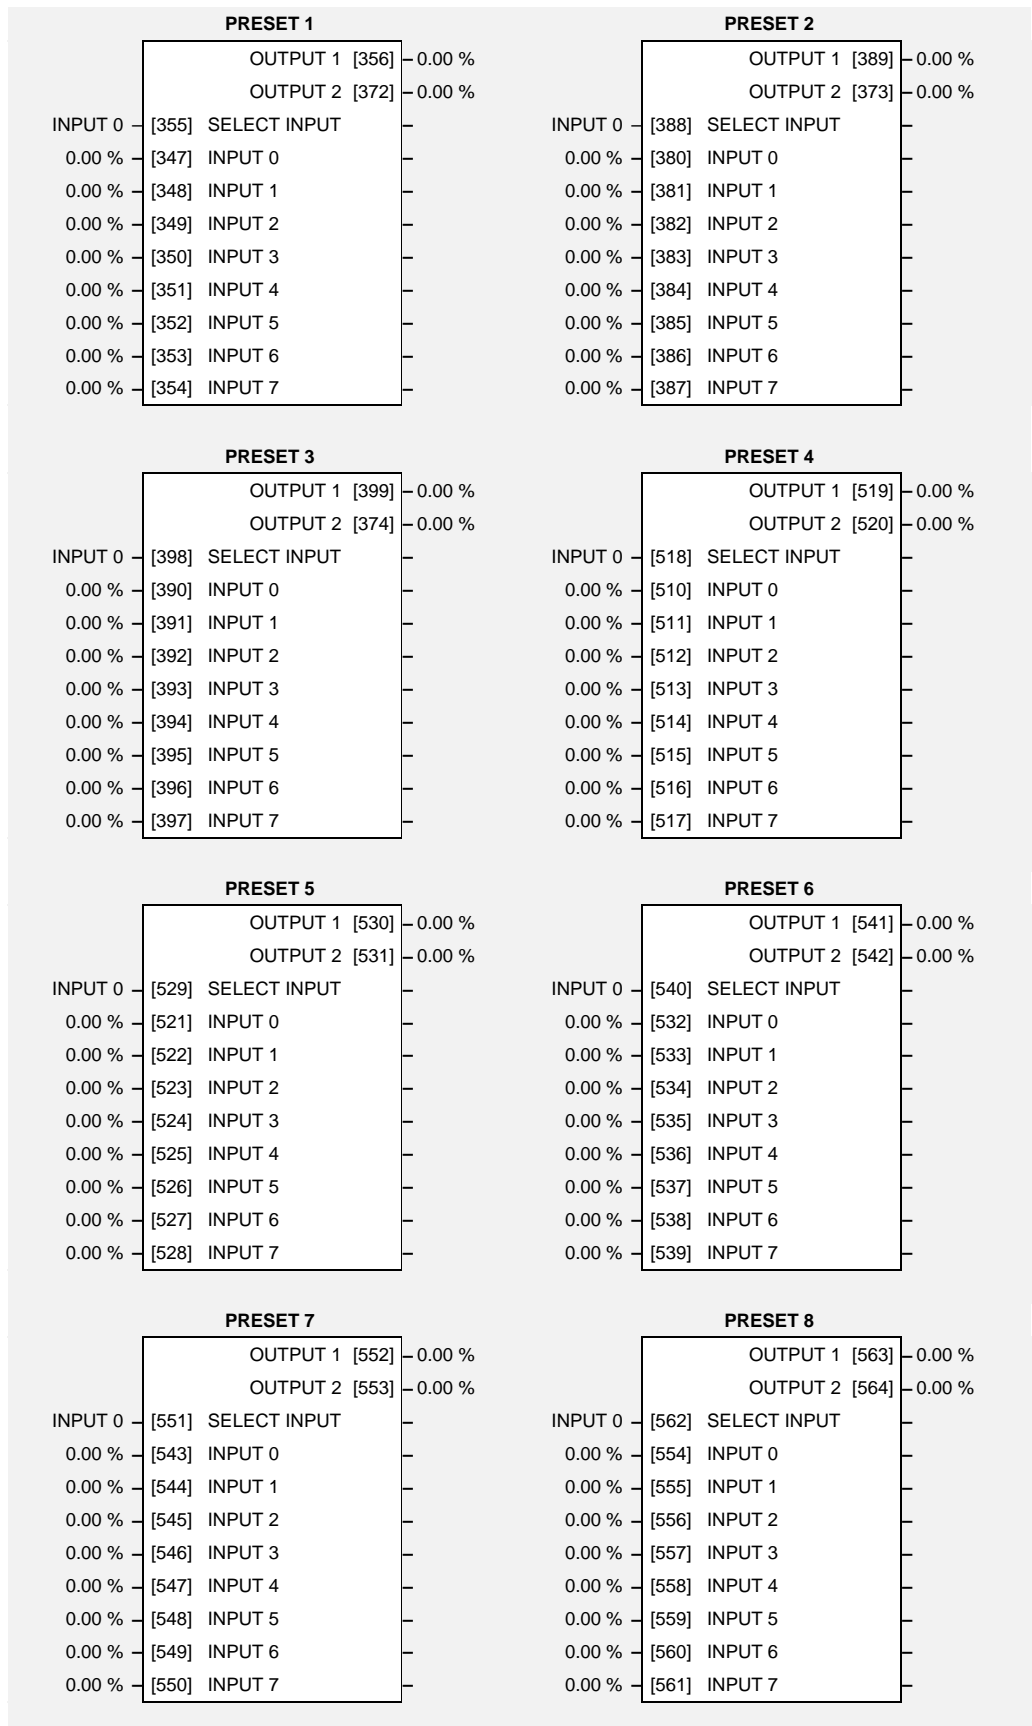 PRESET 1
OUTPUT 1 [356] – 0.00 %
OUTPUT 2 [372] – 0.00 %
INPUT 0 – [355] SELECT INPUT –
0.00 % – [347] INPUT 0 –
0.00 % – [348] INPUT 1 –
0.00 % – [349] INPUT 2 –
0.00 % – [350] INPUT 3 –
0.00 % – [351] INPUT 4 –
0.00 % – [352] INPUT 5 –
0.00 % – [353] INPUT 6 –
0.00 % – [354] INPUT 7 –
PRESET 2
OUTPUT 1 [389] – 0.00 %
OUTPUT 2 [373] – 0.00 %
INPUT 0 – [388] SELECT INPUT –
0.00 % – [380] INPUT 0 –
0.00 % – [381] INPUT 1 –
0.00 % – [382] INPUT 2 –
0.00 % – [383] INPUT 3 –
0.00 % – [384] INPUT 4 –
0.00 % – [385] INPUT 5 –
0.00 % – [386] INPUT 6 –
0.00 % – [387] INPUT 7 –
PRESET 3
OUTPUT 1 [399] – 0.00 %
OUTPUT 2 [374] – 0.00 %
INPUT 0 – [398] SELECT INPUT –
0.00 % – [390] INPUT 0 –
0.00 % – [391] INPUT 1 –
0.00 % – [392] INPUT 2 –
0.00 % – [393] INPUT 3 –
0.00 % – [394] INPUT 4 –
0.00 % – [395] INPUT 5 –
0.00 % – [396] INPUT 6 –
0.00 % – [397] INPUT 7 –
PRESET 4
OUTPUT 1 [519] – 0.00 %
OUTPUT 2 [520] – 0.00 %
INPUT 0 – [518] SELECT INPUT –
0.00 % – [510] INPUT 0 –
0.00 % – [511] INPUT 1 –
0.00 % – [512] INPUT 2 –
0.00 % – [513] INPUT 3 –
0.00 % – [514] INPUT 4 –
0.00 % – [515] INPUT 5 –
0.00 % – [516] INPUT 6 –
0.00 % – [517] INPUT 7 –
PRESET 5
OUTPUT 1 [530] – 0.00 %
OUTPUT 2 [531] – 0.00 %
INPUT 0 – [529] SELECT INPUT –
0.00 % – [521] INPUT 0 –
0.00 % – [522] INPUT 1 –
0.00 % – [523] INPUT 2 –
0.00 % – [524] INPUT 3 –
0.00 % – [525] INPUT 4 –
0.00 % – [526] INPUT 5 –
0.00 % – [527] INPUT 6 –
0.00 % – [528] INPUT 7 –
PRESET 6
OUTPUT 1 [541] – 0.00 %
OUTPUT 2 [542] – 0.00 %
INPUT 0 – [540] SELECT INPUT –
0.00 % – [532] INPUT 0 –
0.00 % – [533] INPUT 1 –
0.00 % – [534] INPUT 2 –
0.00 % – [535] INPUT 3 –
0.00 % – [536] INPUT 4 –
0.00 % – [537] INPUT 5 –
0.00 % – [538] INPUT 6 –
0.00 % – [539] INPUT 7 –
PRESET 7
OUTPUT 1 [552] – 0.00 %
OUTPUT 2 [553] – 0.00 %
INPUT 0 – [551] SELECT INPUT –
0.00 % – [543] INPUT 0 –
0.00 % – [544] INPUT 1 –
0.00 % – [545] INPUT 2 –
0.00 % – [546] INPUT 3 –
0.00 % – [547] INPUT 4 –
0.00 % – [548] INPUT 5 –
0.00 % – [549] INPUT 6 –
0.00 % – [550] INPUT 7 –
PRESET 8
OUTPUT 1 [563] – 0.00 %
OUTPUT 2 [564] – 0.00 %
INPUT 0 – [562] SELECT INPUT –
0.00 % – [554] INPUT 0 –
0.00 % – [555] INPUT 1 –
0.00 % – [556] INPUT 2 –
0.00 % – [557] INPUT 3 –
0.00 % – [558] INPUT 4 –
0.00 % – [559] INPUT 5 –
0.00 % – [560] INPUT 6 –
0.00 % – [561] INPUT 7 –